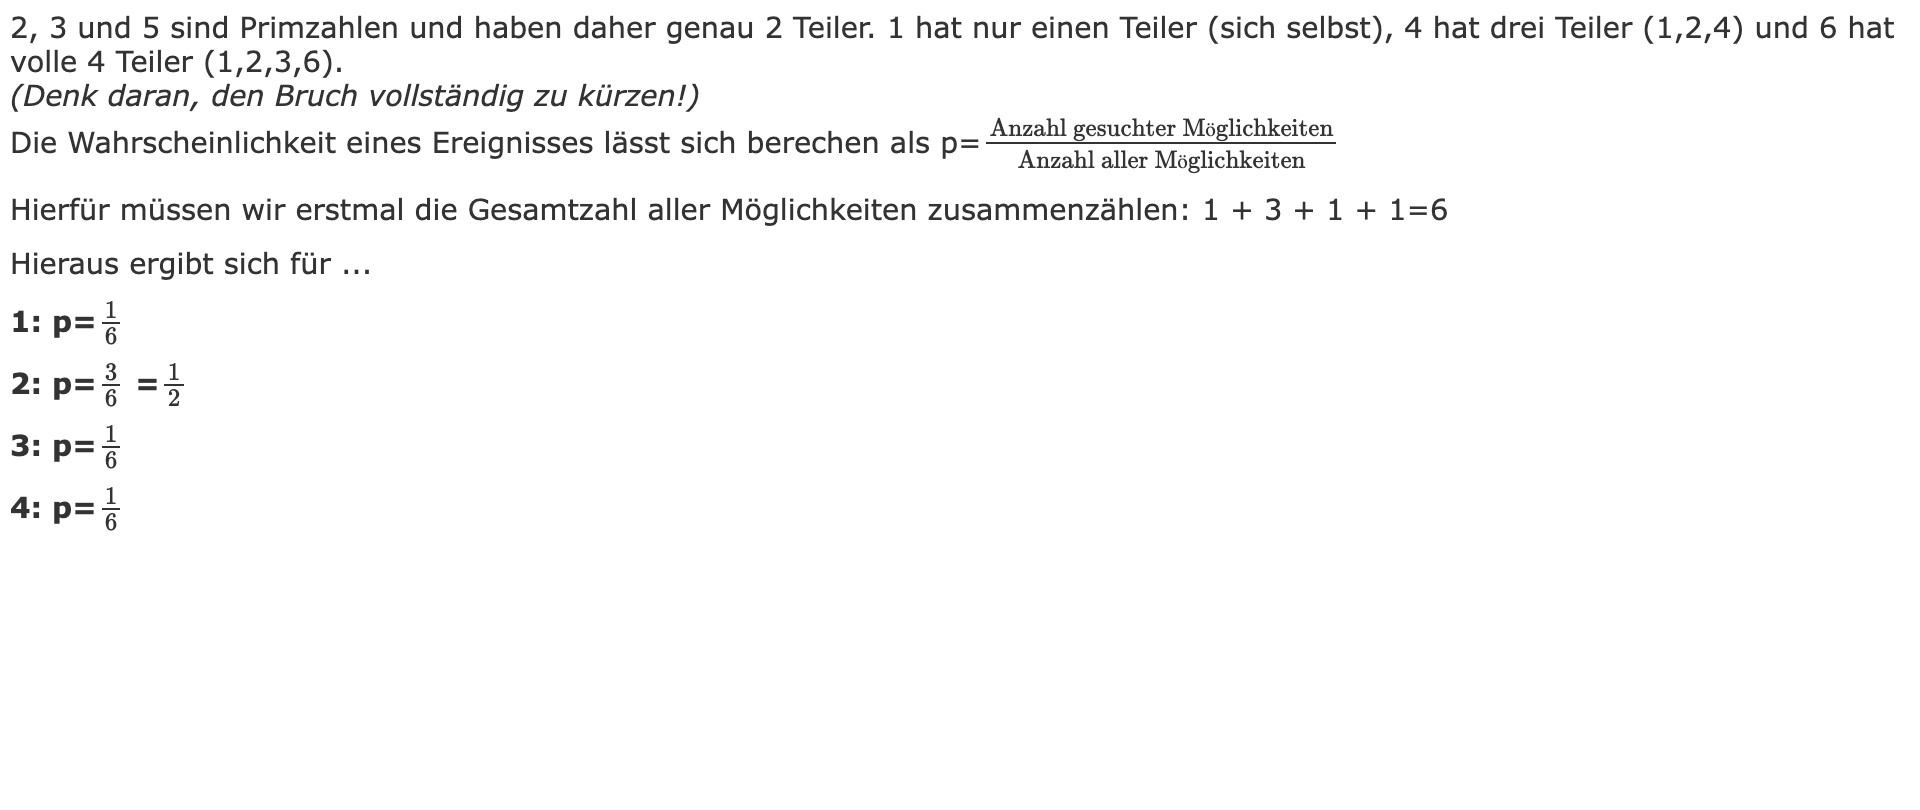 2, 3 und 5 sind Primzahlen und haben daher genau 2 Teiler. 1 hat nur einen Teiler (sich selbst), 4 hat drei Teiler (1,2,4) und 6 hat
volle 4 Teiler (1,2,3,6).
(Denk daran, den Bruch vollständig zu kürzen!)
Die Wahrscheinlichkeit eines Ereignisses lässt sich berechen als p= \frac{Anzahl gesuchter Möglichkeiten}{Anzahl aller Möglichkeiten}
Hierfür müssen wir erstmal die Gesamtzahl aller Möglichkeiten zusammenzählen: 1 + 3 + 1 + 1=6
Hieraus ergibt sich für ...
1: p=\frac{1}{6}
2: p=\frac{3}{6} =\frac{1}{2}
3: p=\frac{1}{6}
4: p=\frac{1}{6}